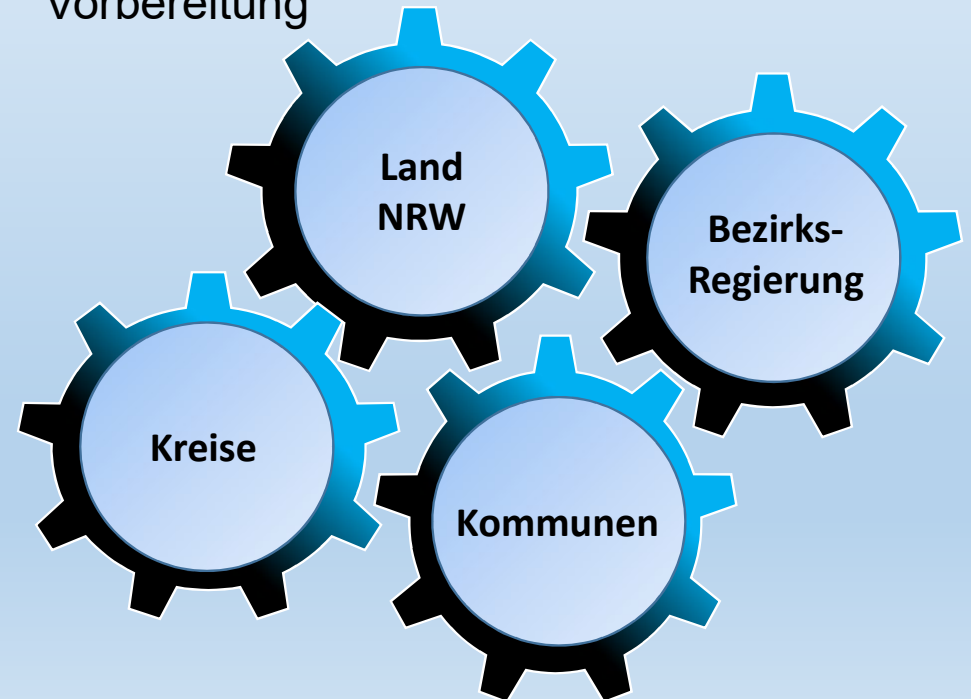 Vorbereitung
Land
NRW
Bezirks-
Regierung
Kreise
Kommunen